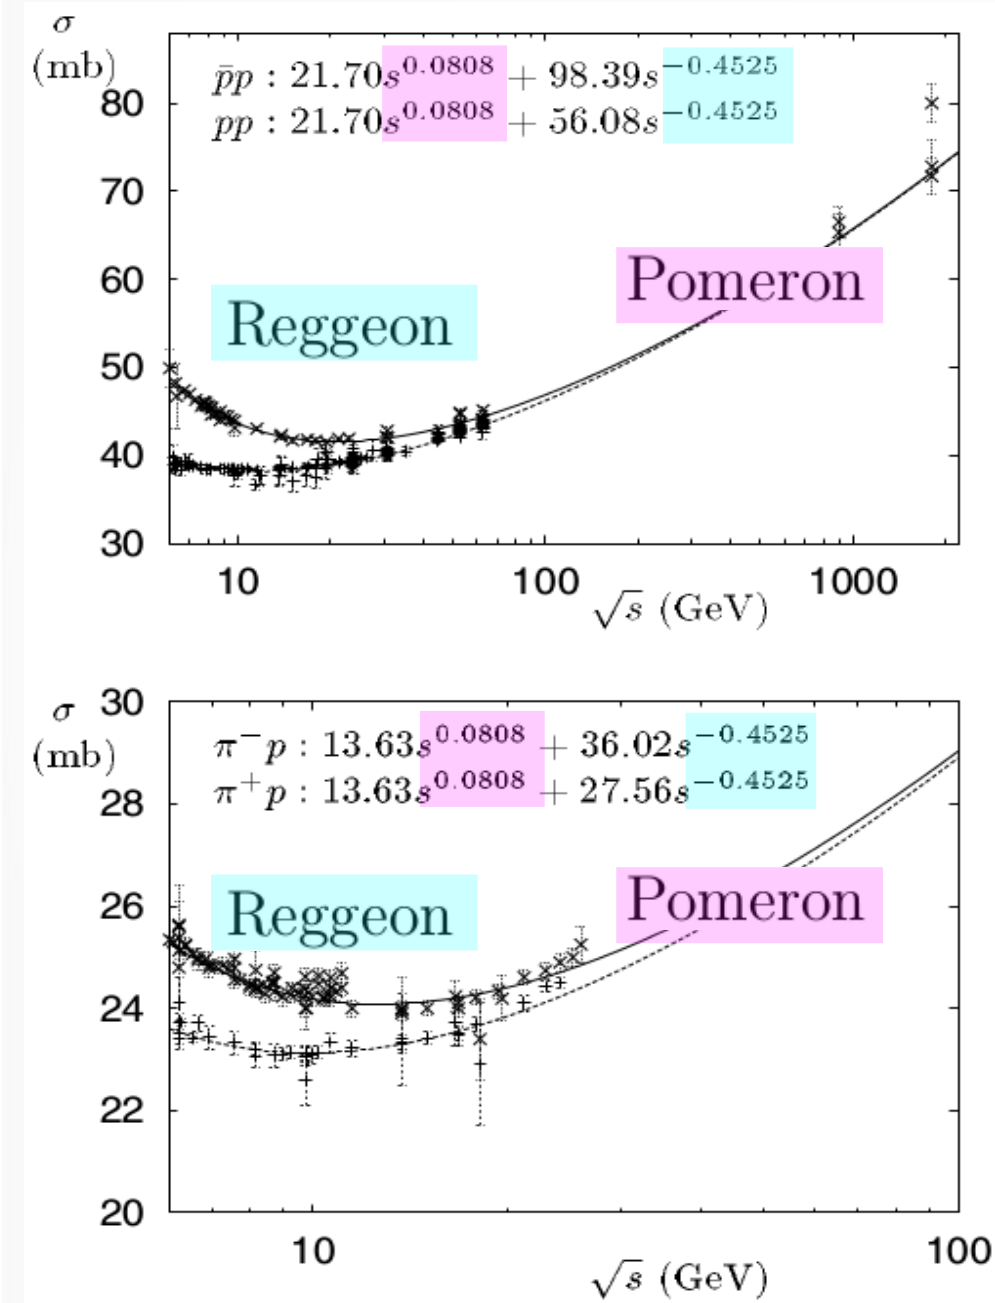 σ
(mb)
p̄p : 21.70s^0.0808 + 98.39s^−0.4525
pp : 21.70s^0.0808 + 56.08s^−0.4525
80
70
60
50
40
30
Pomeron
Reggeon
10 100 1000
√s (GeV)
σ
(mb)
π^−p : 13.63s^0.0808 + 36.02s^−0.4525
π^+p : 13.63s^0.0808 + 27.56s^−0.4525
30
28
26
24
22
20
Reggeon Pomeron
10 100
√s (GeV)